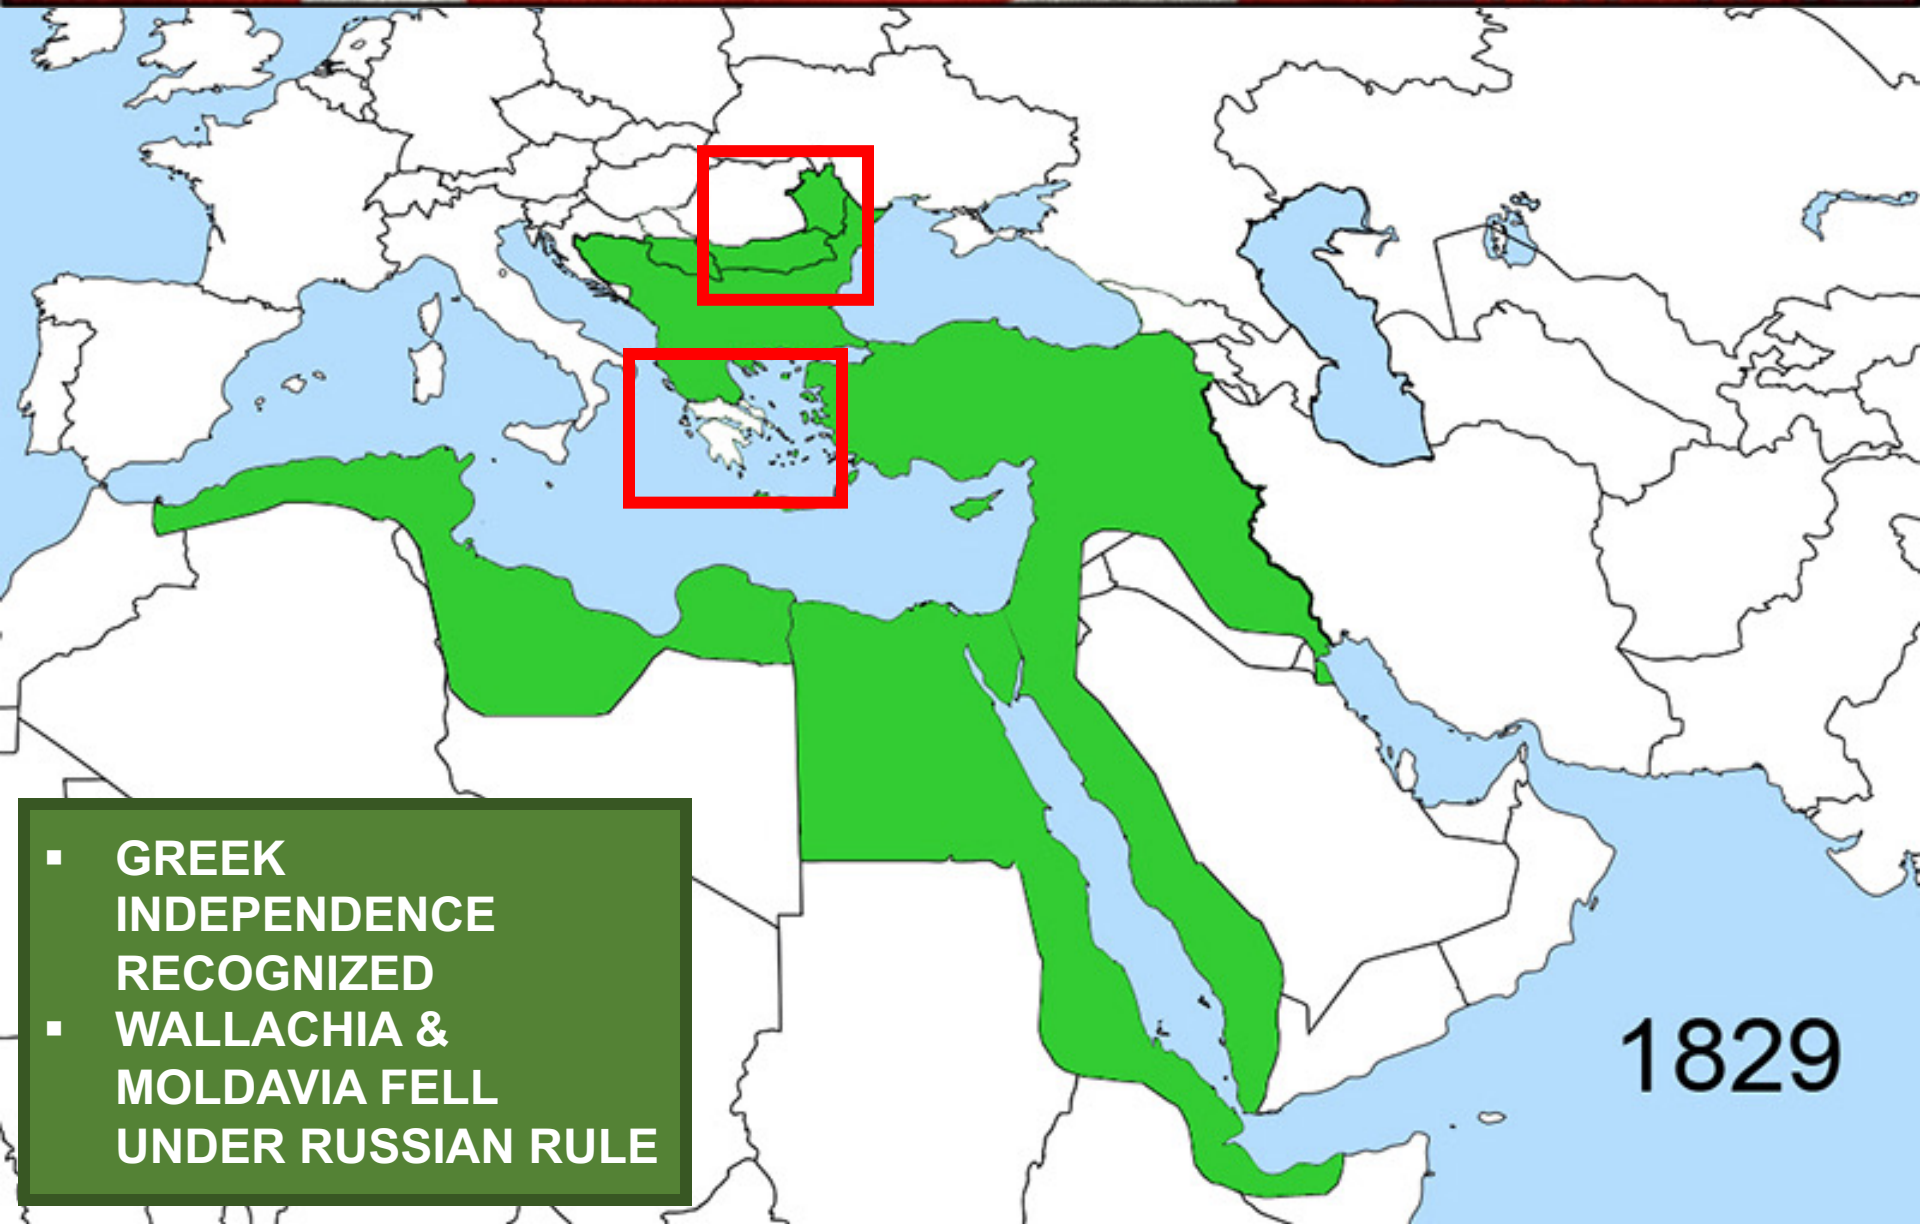 ▪ GREEK
INDEPENDENCE
RECOGNIZED
▪ WALLACHIA &
MOLDAVIA FELL
UNDER RUSSIAN RULE
1829